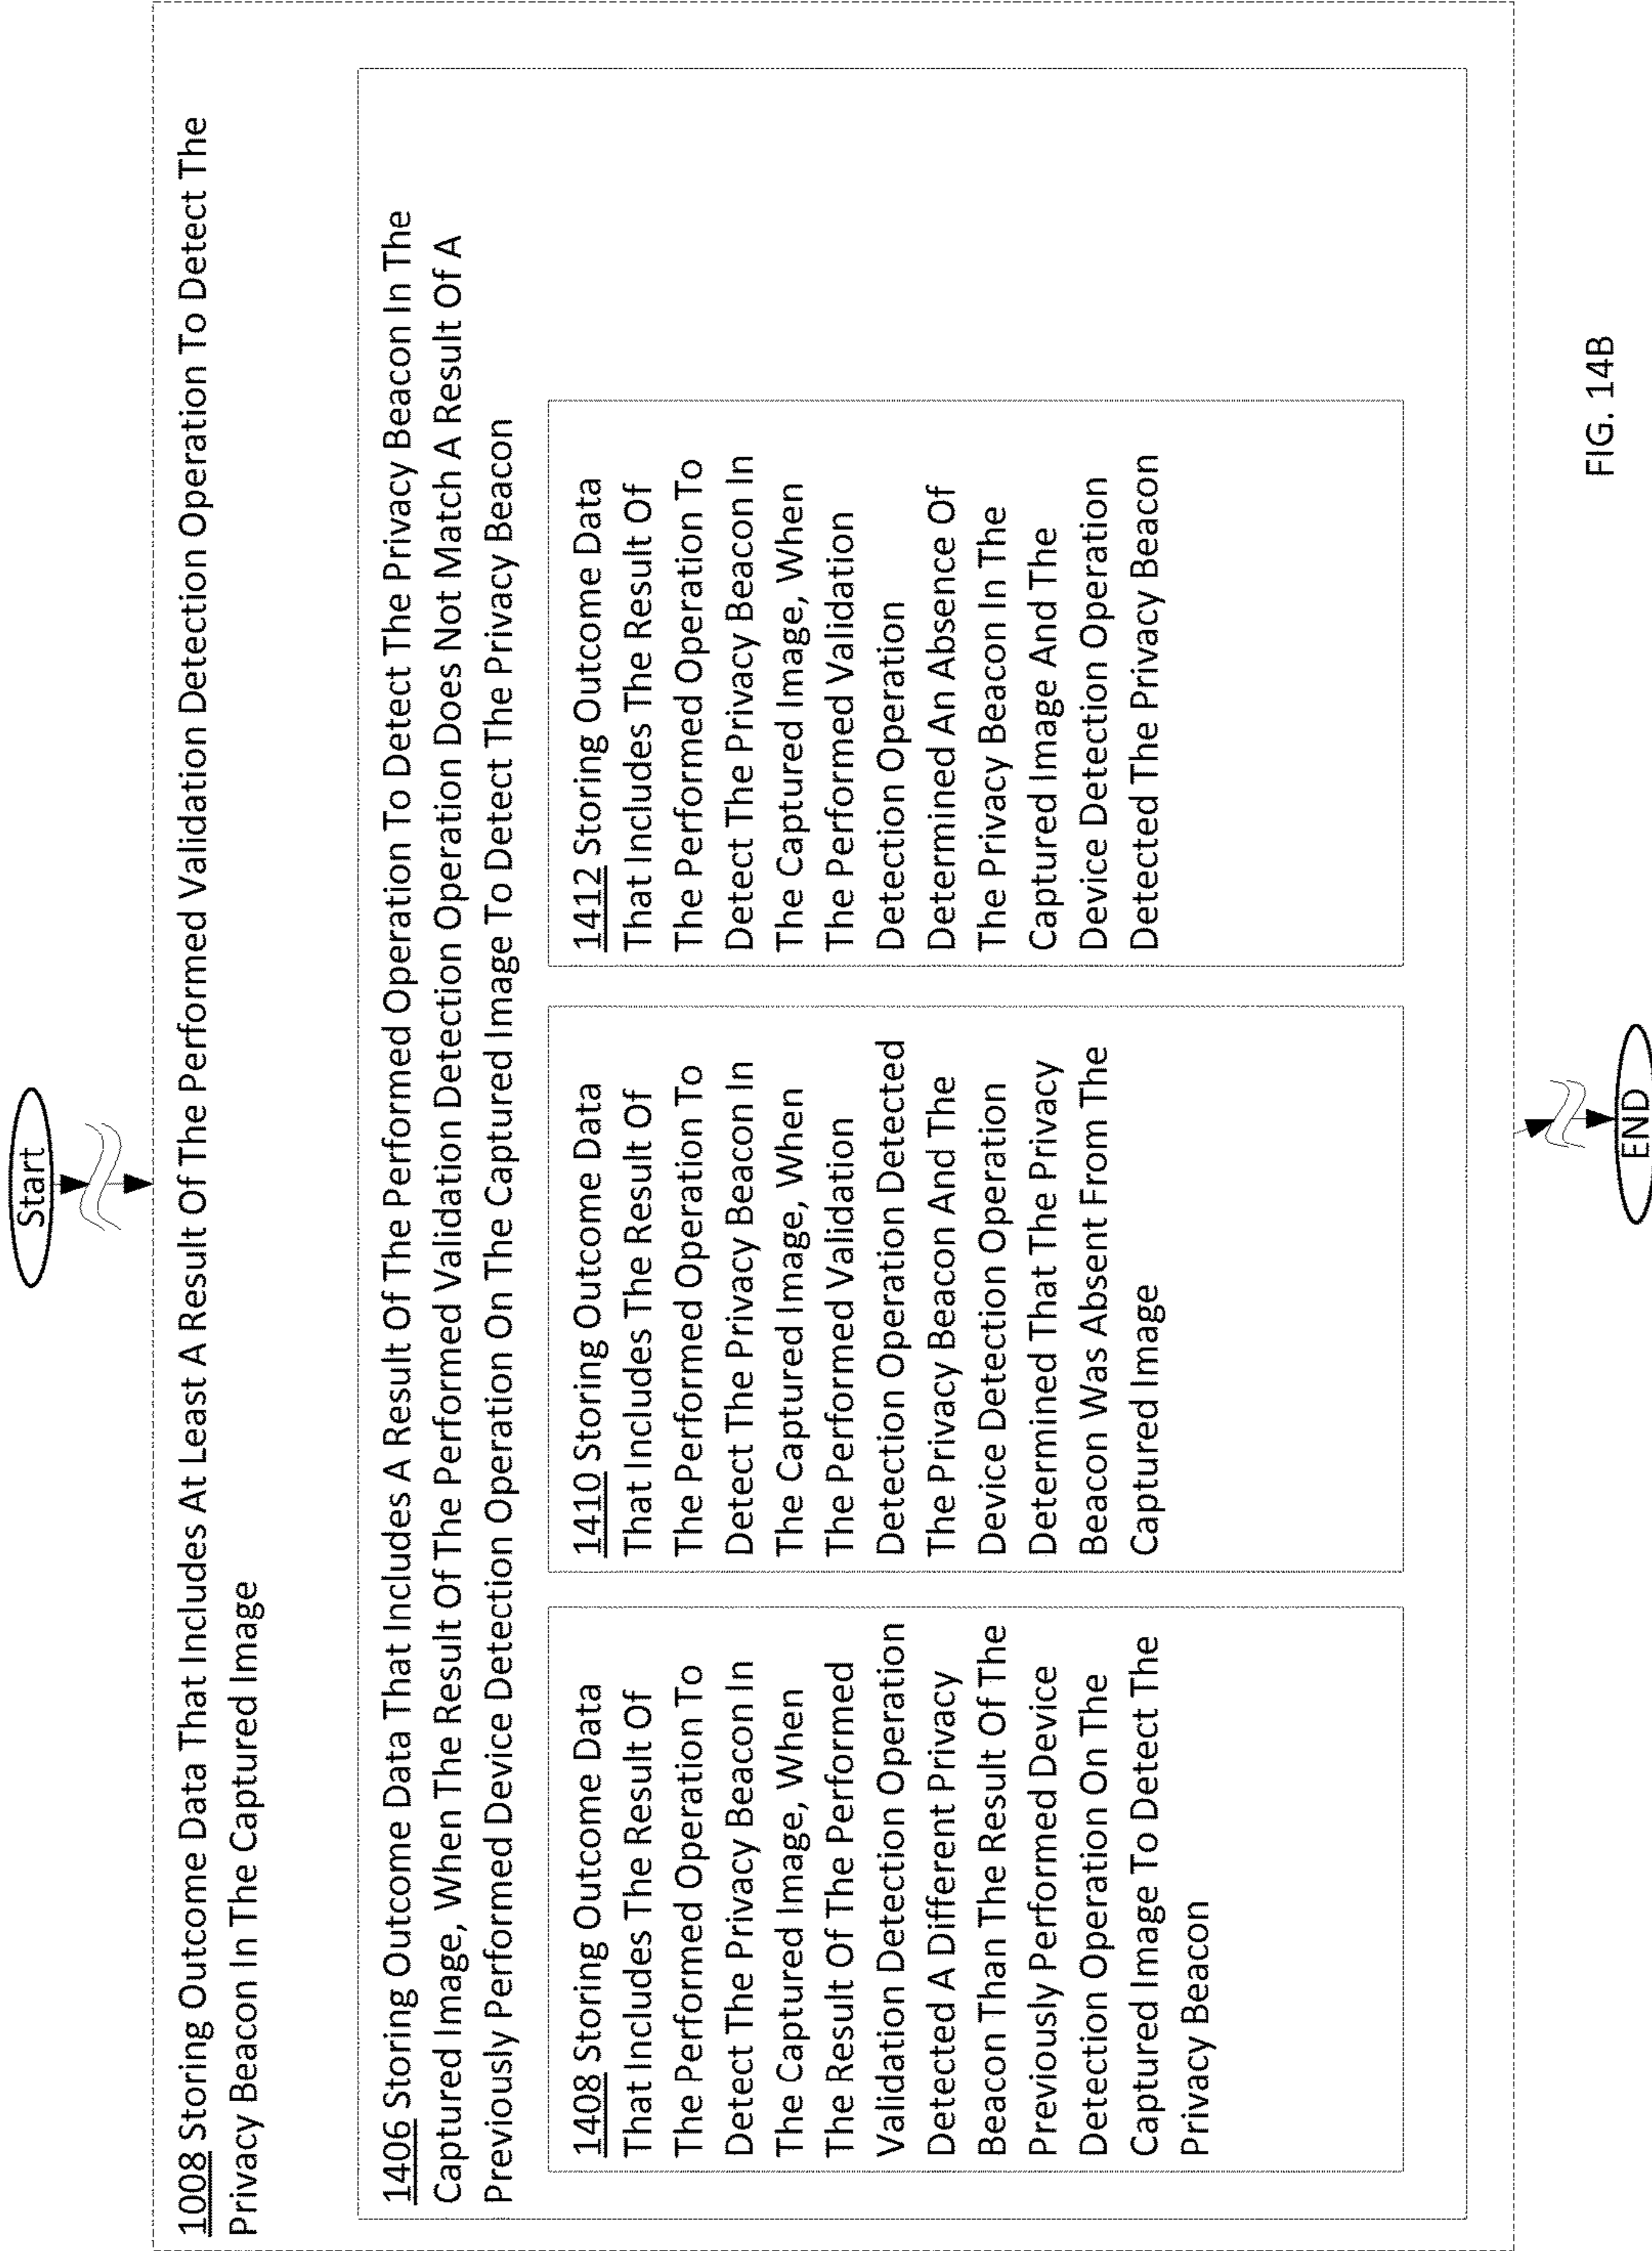 Start
1008 Storing Outcome Data That Includes At Least A Result Of The Performed Validation Detection Operation To Detect The
Privacy Beacon In The Captured Image
1406 Storing Outcome Data That Includes A Result Of The Performed Operation To Detect The Privacy Beacon In The
Captured Image, When The Result Of The Performed Validation Detection Operation Does Not Match A Result Of A
Previously Performed Device Detection Operation On The Captured Image To Detect The Privacy Beacon
1408 Storing Outcome Data
That Includes The Result Of
The Performed Operation To
Detect The Privacy Beacon In
The Captured Image, When
The Result Of The Performed
Validation Detection Operation
Detected A Different Privacy
Beacon Than The Result Of The
Previously Performed Device
Detection Operation On The
Captured Image To Detect The
Privacy Beacon
1410 Storing Outcome Data
That Includes The Result Of
The Performed Operation To
Detect The Privacy Beacon In
The Captured Image, When
The Performed Validation
Detection Operation Detected
The Privacy Beacon And The
Device Detection Operation
Determined That The Privacy
Beacon Was Absent From The
Captured Image
1412 Storing Outcome Data
That Includes The Result Of
The Performed Operation To
Detect The Privacy Beacon In
The Captured Image, When
The Performed Validation
Detection Operation
Determined An Absence Of
The Privacy Beacon In The
Captured Image And The
Device Detection Operation
Detected The Privacy Beacon
END
FIG. 14B